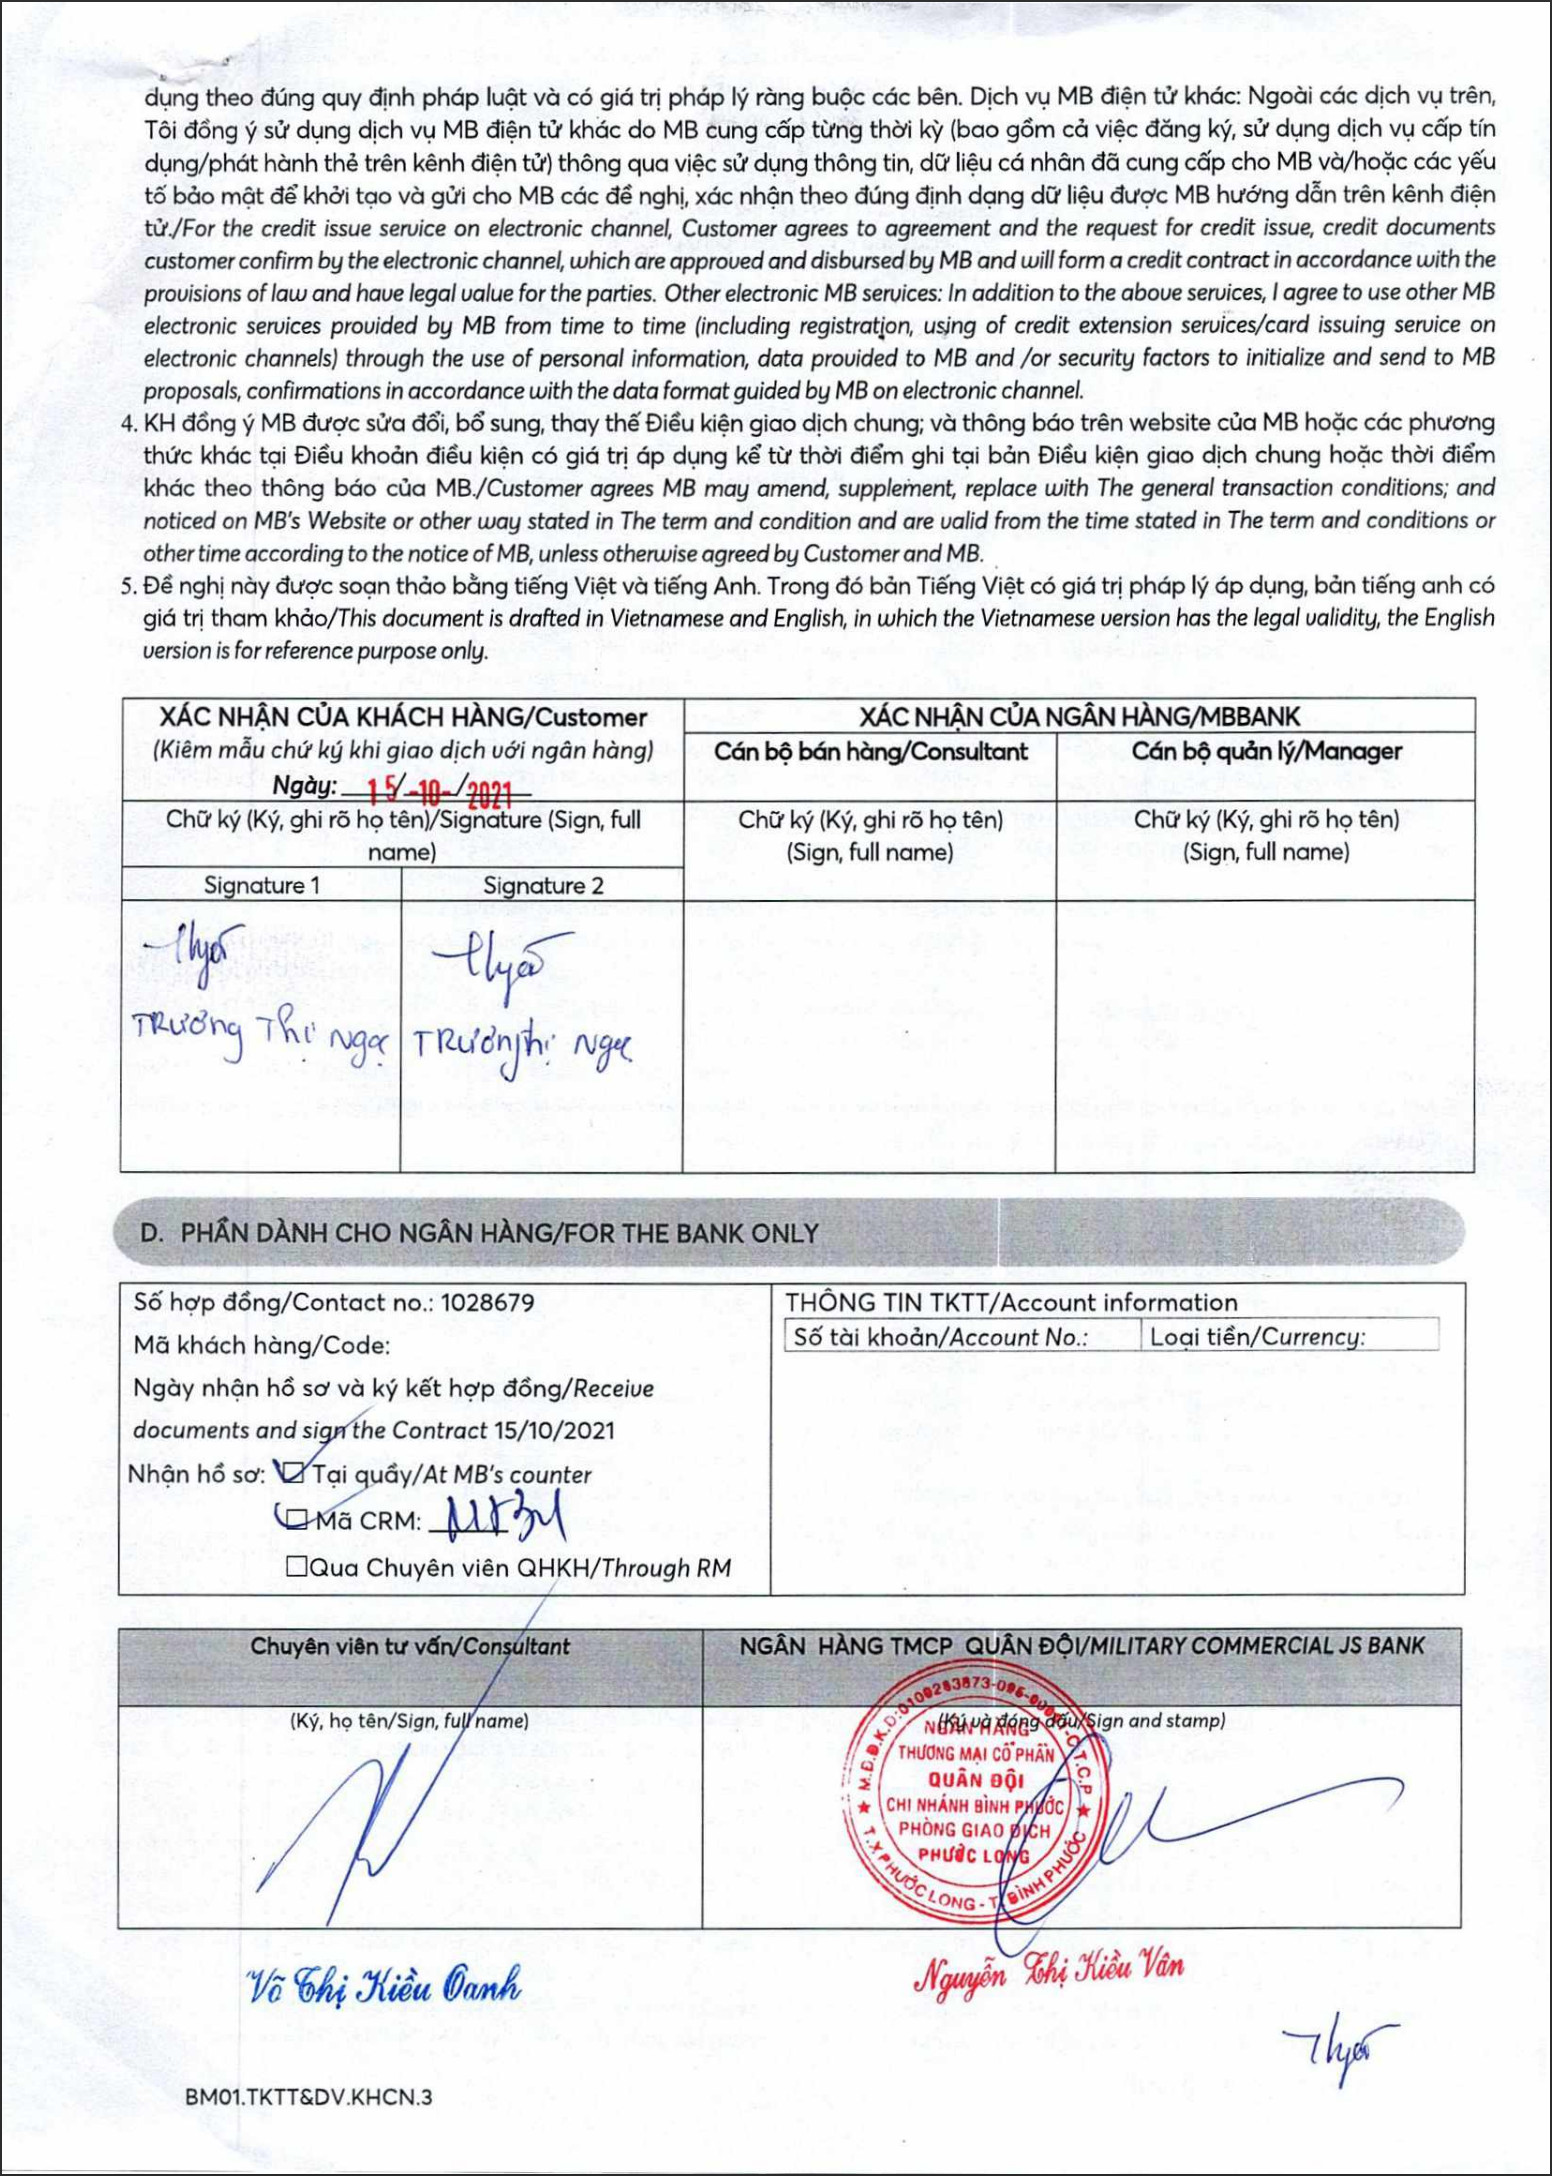 dụng theo đúng quy định pháp luật và có giá trị pháp lý ràng buộc các bên. Dịch vụ MB điện tử khác: Ngoài các dịch vụ trên,
Tôi đồng ý sử dụng dịch vụ MB điện tử khác do MB cung cấp từng thời kỳ (bao gồm cả việc đăng ký, sử dụng dịch vụ cấp tín
dụng/phát hành thẻ trên kênh điện tử) thông qua việc sử dụng thông tin, dữ liệu cá nhân đã cung cấp cho MB và/hoặc các yếu
tố bảo mật để khởi tạo và gửi cho MB các đề nghị, xác nhận theo đúng định dạng dữ liệu được MB hướng dẫn trên kênh điện
tử./For the credit issue service on electronic channel, Customer agrees to agreement and the request for credit issue, credit documents
customer confirm by the electronic channel, which are approved and disbursed by MB and will form a credit contract in accordance with the
provisions of law and have legal value for the parties. Other electronic MB services: In addition to the above services, I agree to use other MB
electronic services provided by MB from time to time (including registration, using of credit extension services/card issuing service on
electronic channels) through the use of personal information, data provided to MB and /or security factors to initialize and send to MB
proposals, confirmations in accordance with the data format guided by MB on electronic channel.
4. KH đồng ý MB được sửa đổi, bổ sung, thay thế Điều kiện giao dịch chung; và thông báo trên website của MB hoặc các phương
thức khác tại Điều khoản điều kiện có giá trị áp dụng kể từ thời điểm ghi tại bản Điều kiện giao dịch chung hoặc thời điểm
khác theo thông báo của MB./Customer agrees MB may amend, supplement, replace with The general transaction conditions; and
noticed on MB's Website or other way stated in The term and condition and are valid from the time stated in The term and conditions or
other time according to the notice of MB, unless otherwise agreed by Customer and MB.
5. Đề nghị này được soạn thảo bằng tiếng Việt và tiếng Anh. Trong đó bản Tiếng Việt có giá trị pháp lý áp dụng, bản tiếng anh có
giá trị tham khảo/This document is drafted in Vietnamese and English, in which the Vietnamese version has the legal validity, the English
version is for reference purpose only.
XÁC NHẬN CỦA KHÁCH HÀNG/Customer
(Kiêm mẫu chứ ký khi giao dịch với ngân hàng)
Ngày: 15/-10-/2021
XÁC NHẬN CỦA NGÂN HÀNG/MBBANK
Cán bộ bán hàng/Consultant
Cán bộ quản lý/Manager
Chữ ký (Ký, ghi rõ họ tên)/Signature (Sign, full
name)
Chữ ký (Ký, ghi rõ họ tên)
(Sign, full name)
Chữ ký (Ký, ghi rõ họ tên)
(Sign, full name)
Signature 1
Signature 2
Trương Thị
Trương Thị
D. PHẦN DÀNH CHO NGÂN HÀNG/FOR THE BANK ONLY
Số hợp đồng/Contact no.: 1028679
Mã khách hàng/Code:
Ngày nhận hồ sơ và ký kết hợp đồng/Receive
documents and sign the Contract 15/10/2021
Nhận hồ sơ: Tại quầy/At MB's counter
Mã CRM:
Qua Chuyên viên QHKH/Through RM
THÔNG TIN TKTT/Account information
Số tài khoản/Account No.:
Loại tiền/Currency:
Chuyên viên tư vấn/Consultant
NGÂN HÀNG TMCP QUÂN ĐỘI/MILITARY COMMERCIAL JS BANK
(Ký, họ tên/Sign, full name)
(Ký và đóng dấu/Sign and stamp)
NGÂN HÀNG
THƯƠNG MẠI CỔ PHẦN
QUÂN ĐỘI
CHI NHÁNH BÌNH PHƯỚC
PHÒNG GIAO DỊCH
PHƯỚC LONG
T.X PHƯỚC LONG - T. BÌNH PHƯỚC
Võ Thị Kiều Oanh
Nguyễn Thị Kiều Vân
BM01.TKTT&DV.KHCN.3